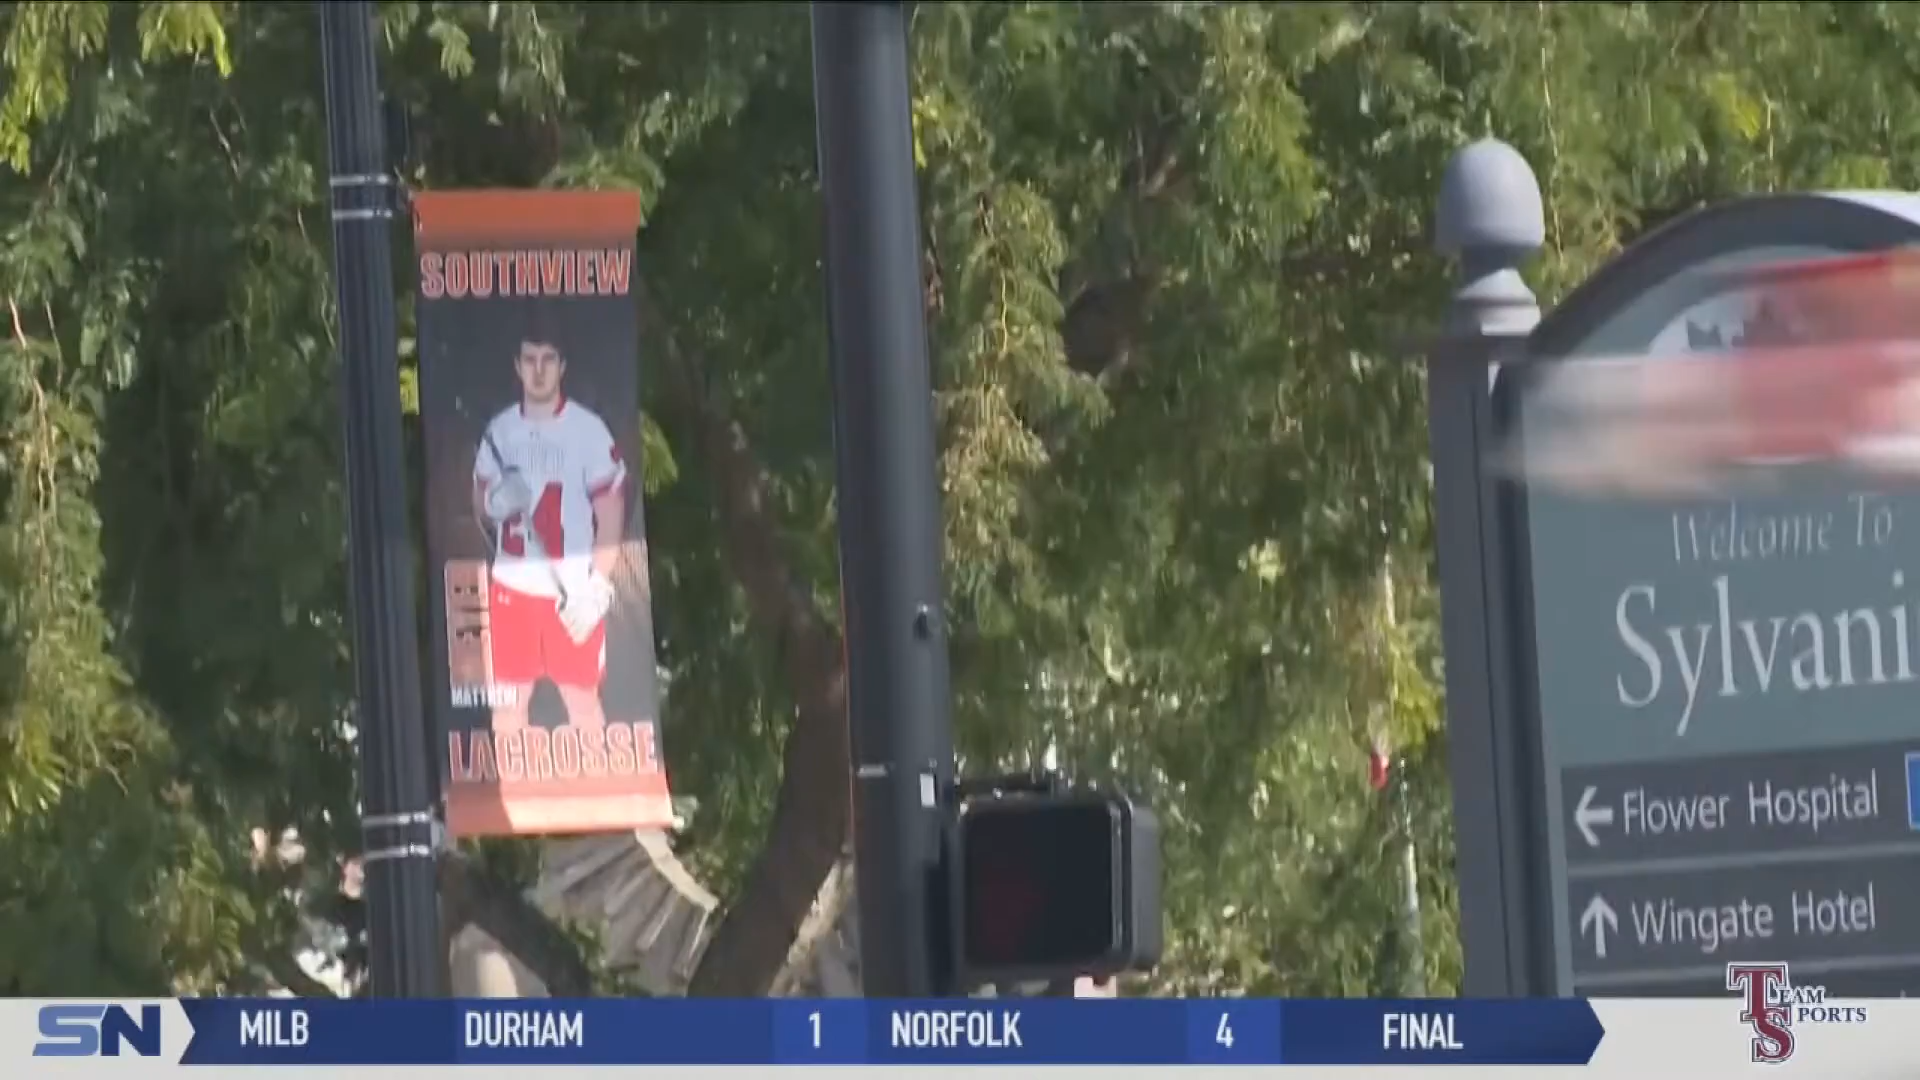 SOUTHVIEW
24
MATTHEW
LACROSSE
Welcome To
Sylvani
← Flower Hospital
↑ Wingate Hotel
SN MILB DURHAM 1 NORFOLK 4 FINAL
TEAM
SPORTS